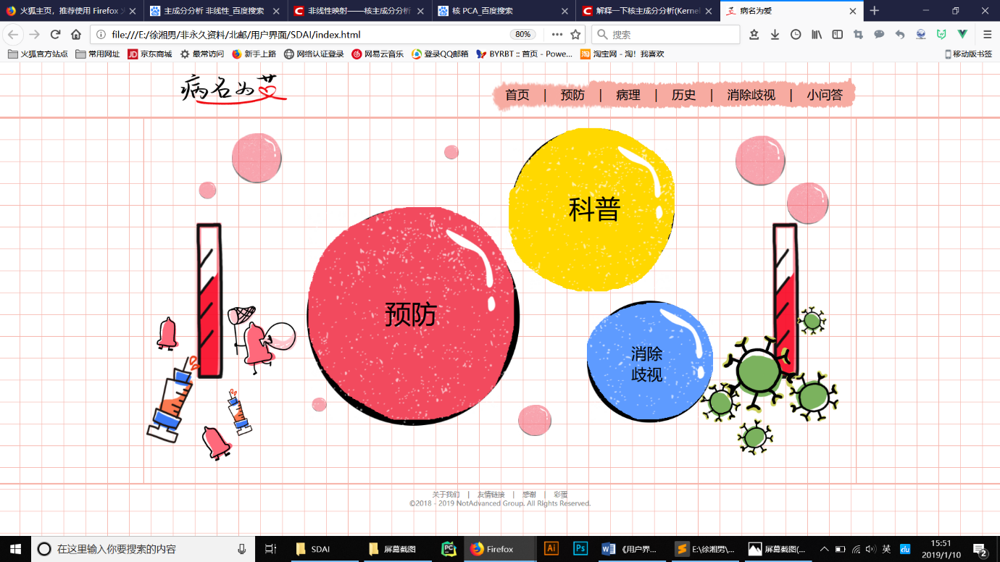 火狐主页，推荐使用 Firefox
主成分分析 非线性_百度搜索
非线性映射——核主成分分析
核 PCA_百度搜索
解释一下核主成分分析(Kernel
病名为爱
file:///E:/徐湘男/非永久资料/北邮/用户界面/SDAI/index.html
80%
搜索
火狐官方站点
常用网址
JD 京东商城
最常访问
新手上路
网络认证登录
网易云音乐
登录QQ邮箱
BYRBT :: 首页 - Powe...
淘 淘宝网 - 淘！我喜欢
移动版书签
病名为爱
首页 | 预防 | 病理 | 历史 | 消除歧视 | 小问答
科普
预防
消除
歧视
关于我们 | 友情链接 | 感谢 | 彩蛋
©2018 - 2019 NotAdvanced Group. All Rights Reserved.
在这里输入你要搜索的内容
SDAI
屏幕截图
PC
Firefox
Ai
Ps
《用户界...
E:\徐湘男\...
屏幕截图(...
英
du
15:51
2019/1/10
2